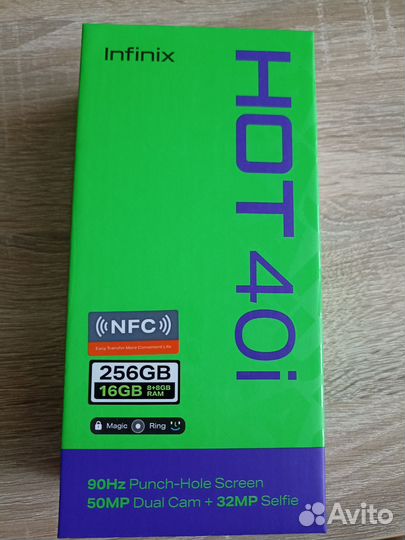 Infinix
HOT 40i
NFC
Easy Transfer More Convenient Life
256GB
16GB 8+8GB RAM
Magic Ring
90Hz Punch-Hole Screen
50MP Dual Cam + 32MP Selfie
Avito